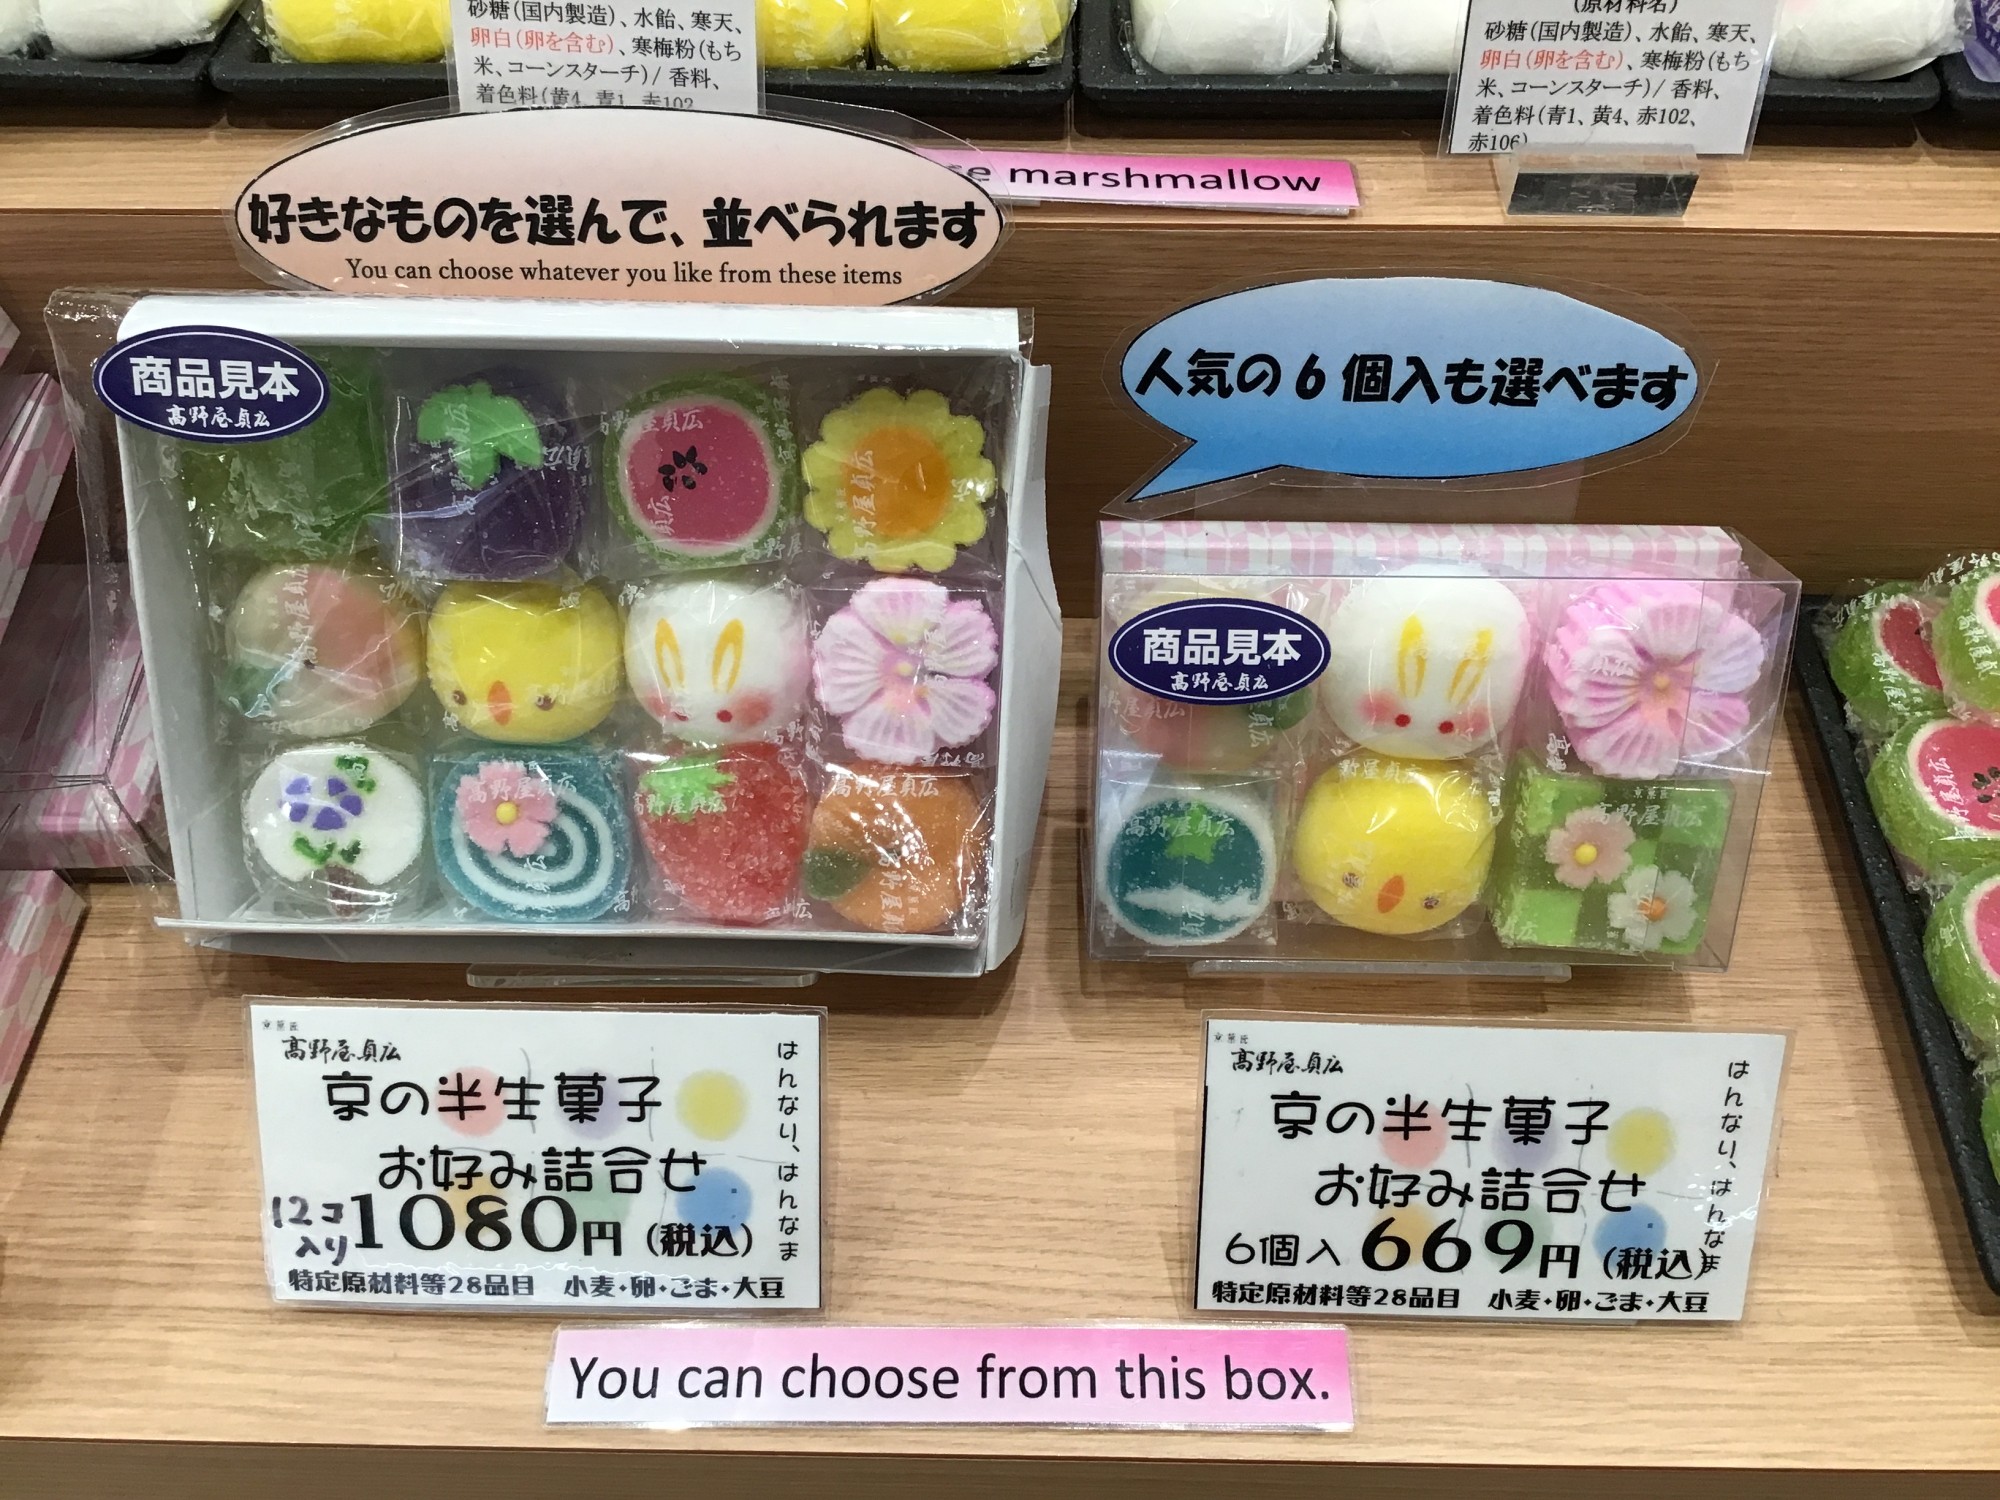 砂糖(国内製造)、水飴、寒天、
卵白(卵を含む)、寒梅粉(もち
米、コーンスターチ)/香料、
着色料(黄4、青1、赤102
(原材料名)
砂糖(国内製造)、水飴、寒天、
卵白(卵を含む)、寒梅粉(もち
米、コーンスターチ)/香料、
着色料(青1、黄4、赤102、
赤106)
marshmallow
好きなものを選んで、並べられます
You can choose whatever you like from these items
人気の6個入も選べます
商品見本
髙野屋貞広
商品見本
髙野屋貞広
京菓匠
髙野屋貞広
京の半生菓子
お好み詰合せ
12コ入り 1080円(税込)
特定原材料等28品目 小麦・卵・ごま・大豆
はんなり、はんなま
京菓匠
髙野屋貞広
京の半生菓子
お好み詰合せ
6個入 669円(税込)
特定原材料等28品目 小麦・卵・ごま・大豆
はんなり、はんなま
You can choose from this box.